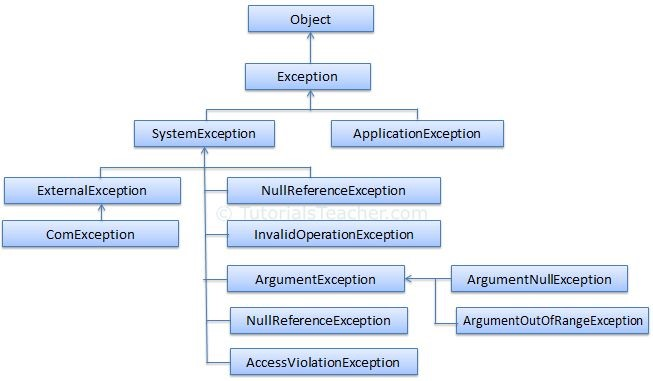 Object
Exception
SystemException
ApplicationException
ExternalException
NullReferenceException
© TutorialsTeacher.com
ComException
InvalidOperationException
ArgumentException
ArgumentNullException
NullReferenceException
ArgumentOutOfRangeException
AccessViolationException